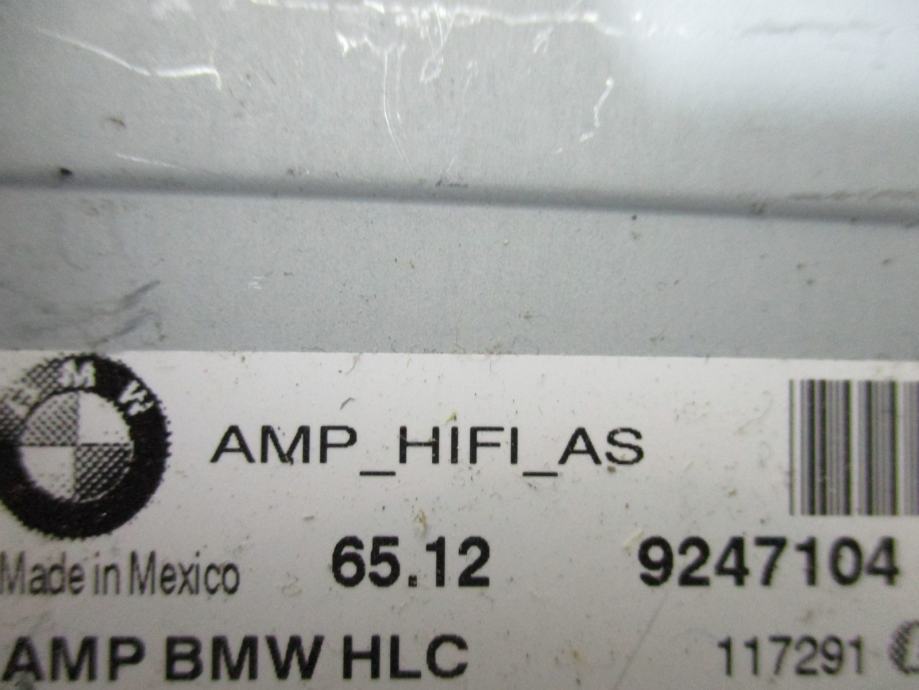 BMW
AMP_HIFI_AS
65.12 9247104
Made in Mexico
AMP BMW HLC 117291